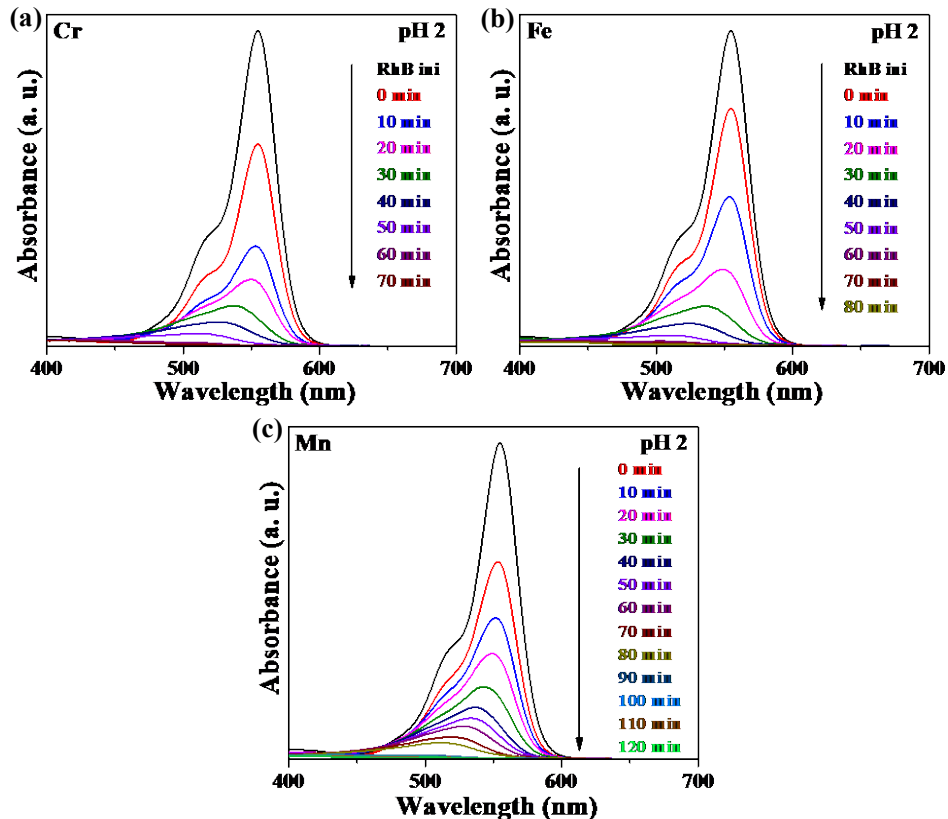 (a)
Cr
pH 2
RhB ini
0 min
10 min
20 min
30 min
40 min
50 min
60 min
70 min
Absorbance (a. u.)
400
500
600
700
Wavelength (nm)
(b)
Fe
pH 2
RhB ini
0 min
10 min
20 min
30 min
40 min
50 min
60 min
70 min
80 min
Absorbance (a. u.)
400
500
600
700
Wavelength (nm)
(c)
Mn
pH 2
0 min
10 min
20 min
30 min
40 min
50 min
60 min
70 min
80 min
90 min
100 min
110 min
120 min
Absorbance (a. u.)
400
500
600
700
Wavelength (nm)